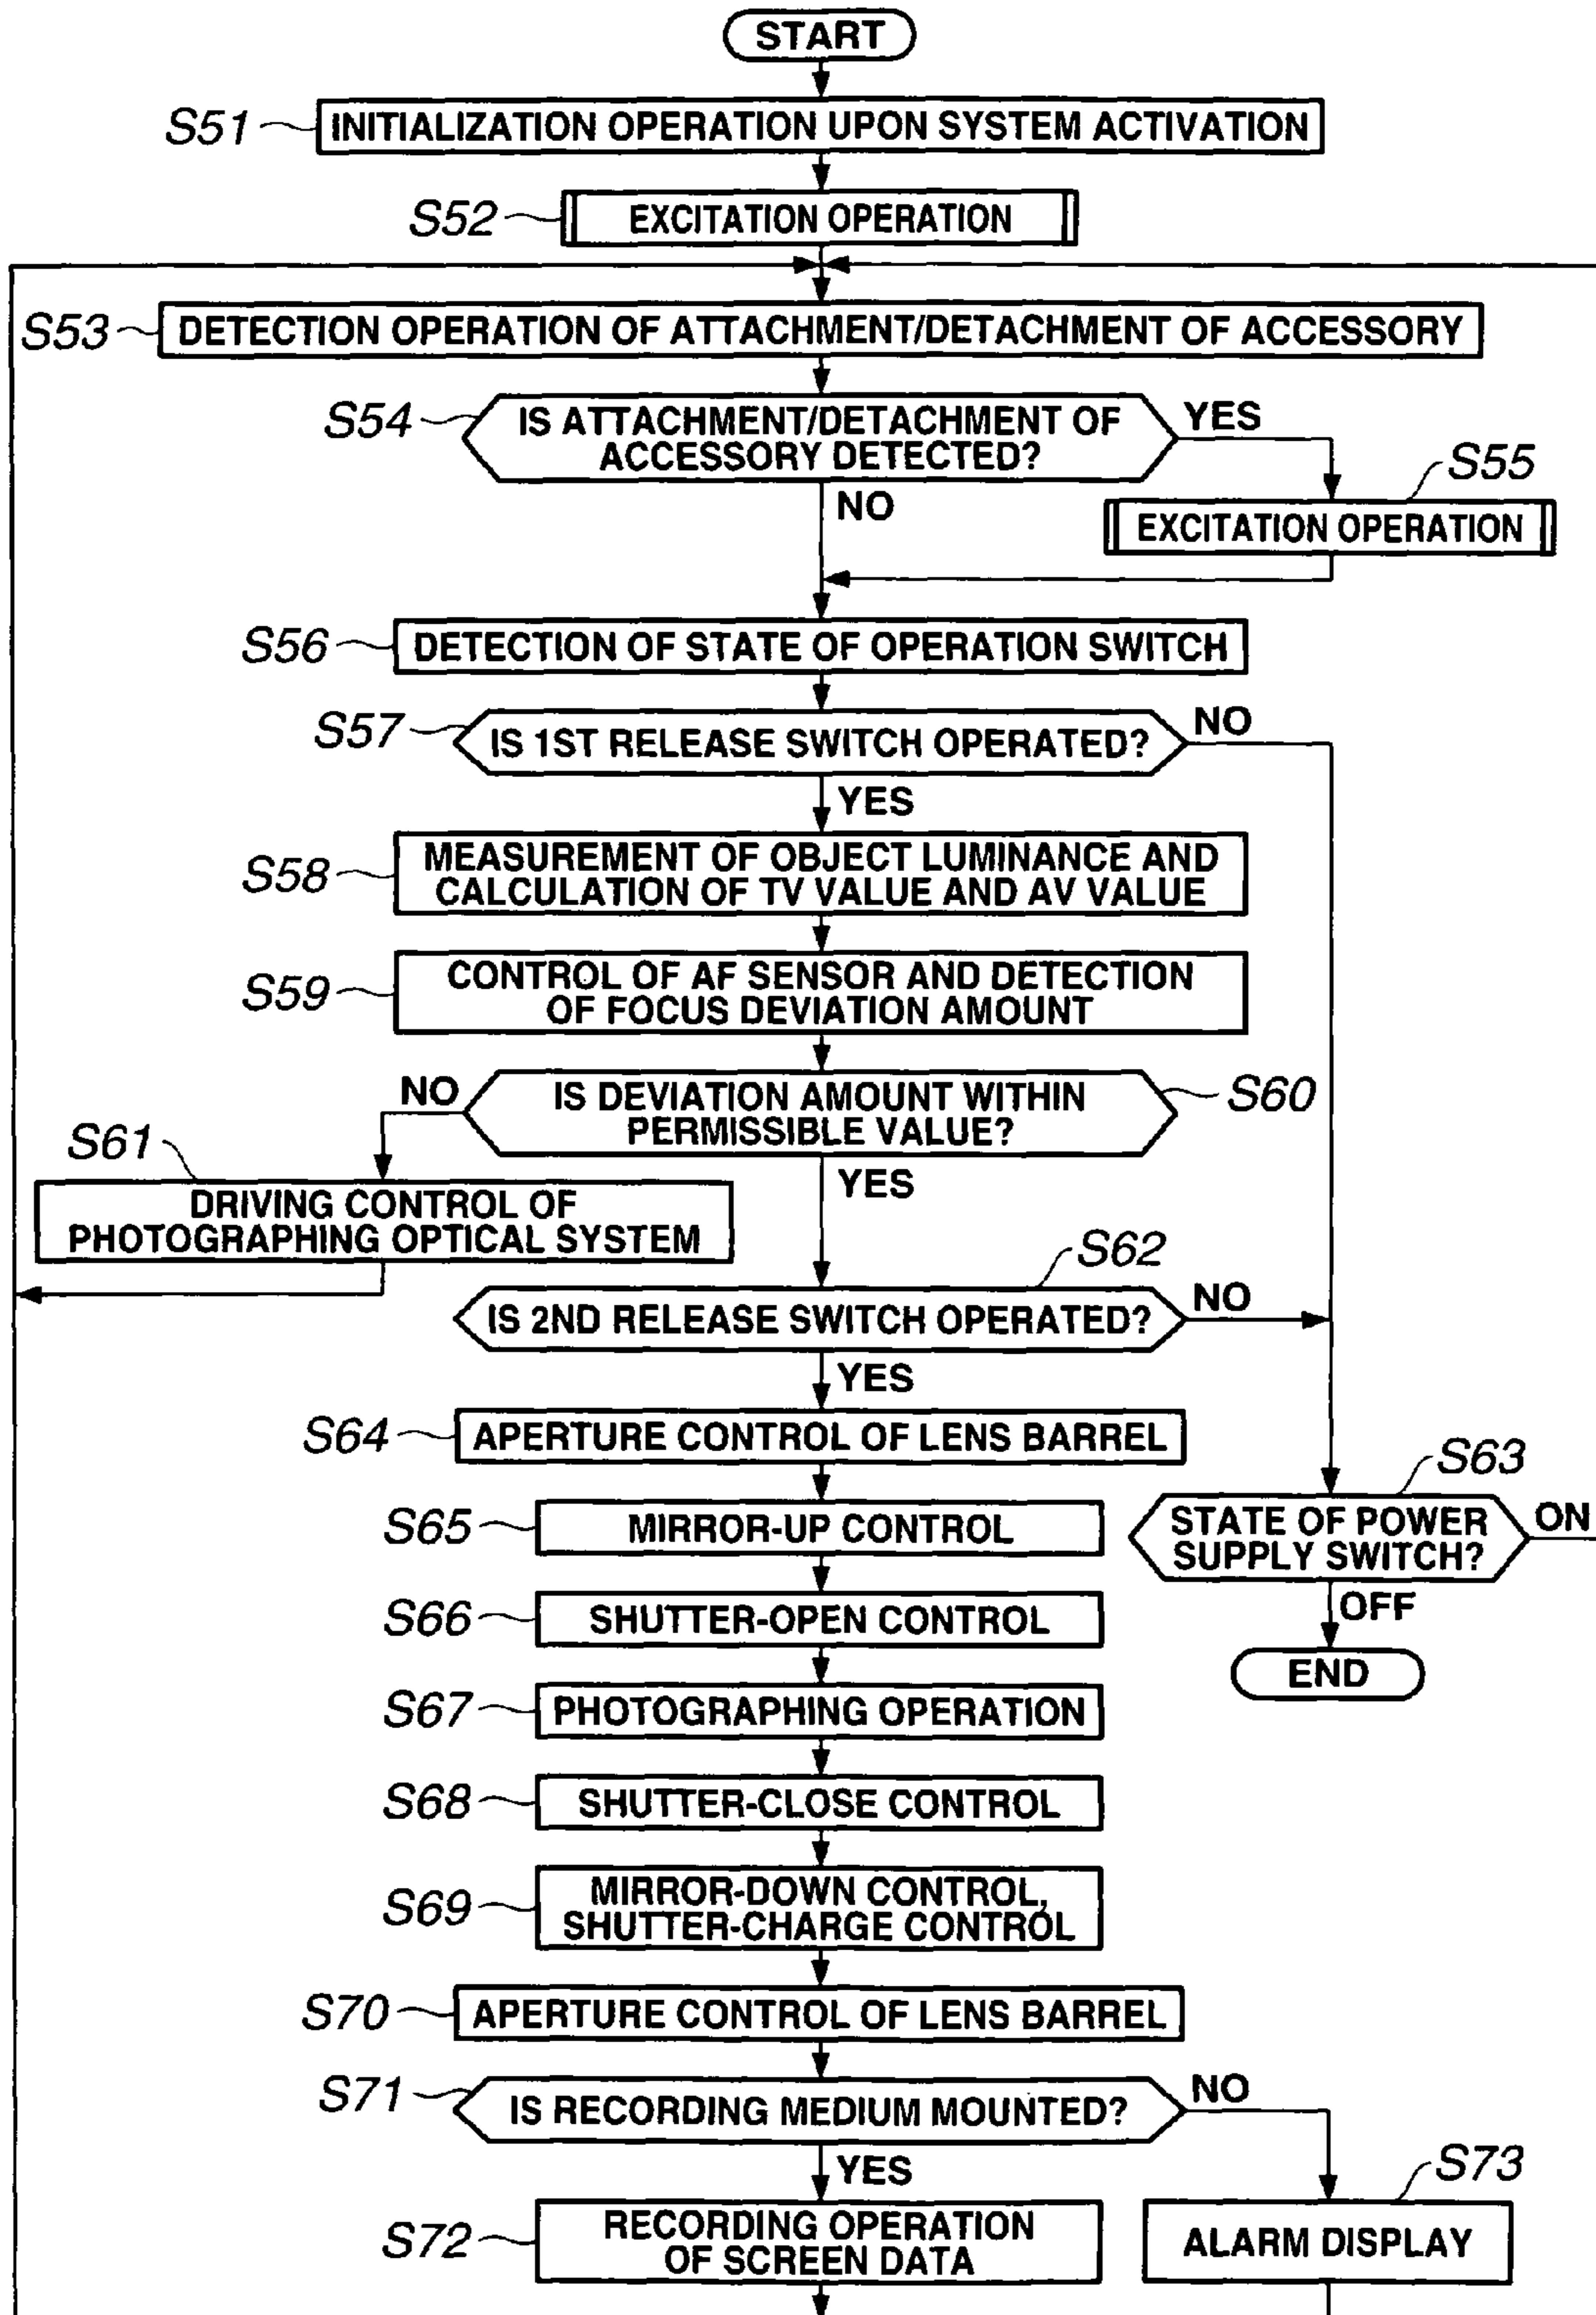 START
S51
INITIALIZATION OPERATION UPON SYSTEM ACTIVATION
S52
EXCITATION OPERATION
S53
DETECTION OPERATION OF ATTACHMENT/DETACHMENT OF ACCESSORY
S54
IS ATTACHMENT/DETACHMENT OF
ACCESSORY DETECTED?
YES
NO
S55
EXCITATION OPERATION
S56
DETECTION OF STATE OF OPERATION SWITCH
S57
IS 1ST RELEASE SWITCH OPERATED?
NO
YES
S58
MEASUREMENT OF OBJECT LUMINANCE AND
CALCULATION OF TV VALUE AND AV VALUE
S59
CONTROL OF AF SENSOR AND DETECTION
OF FOCUS DEVIATION AMOUNT
NO
IS DEVIATION AMOUNT WITHIN
PERMISSIBLE VALUE?
S60
YES
S61
DRIVING CONTROL OF
PHOTOGRAPHING OPTICAL SYSTEM
S62
IS 2ND RELEASE SWITCH OPERATED?
NO
YES
S64
APERTURE CONTROL OF LENS BARREL
S63
STATE OF POWER
SUPPLY SWITCH?
ON
OFF
END
S65
MIRROR-UP CONTROL
S66
SHUTTER-OPEN CONTROL
S67
PHOTOGRAPHING OPERATION
S68
SHUTTER-CLOSE CONTROL
S69
MIRROR-DOWN CONTROL,
SHUTTER-CHARGE CONTROL
S70
APERTURE CONTROL OF LENS BARREL
S71
IS RECORDING MEDIUM MOUNTED?
NO
YES
S72
RECORDING OPERATION
OF SCREEN DATA
S73
ALARM DISPLAY